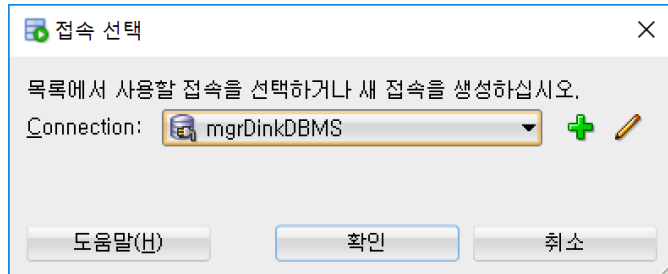 접속 선택
목록에서 사용할 접속을 선택하거나 새 접속을 생성하십시오.
Connection: mgrDinkDBMS
도움말(H) 확인 취소